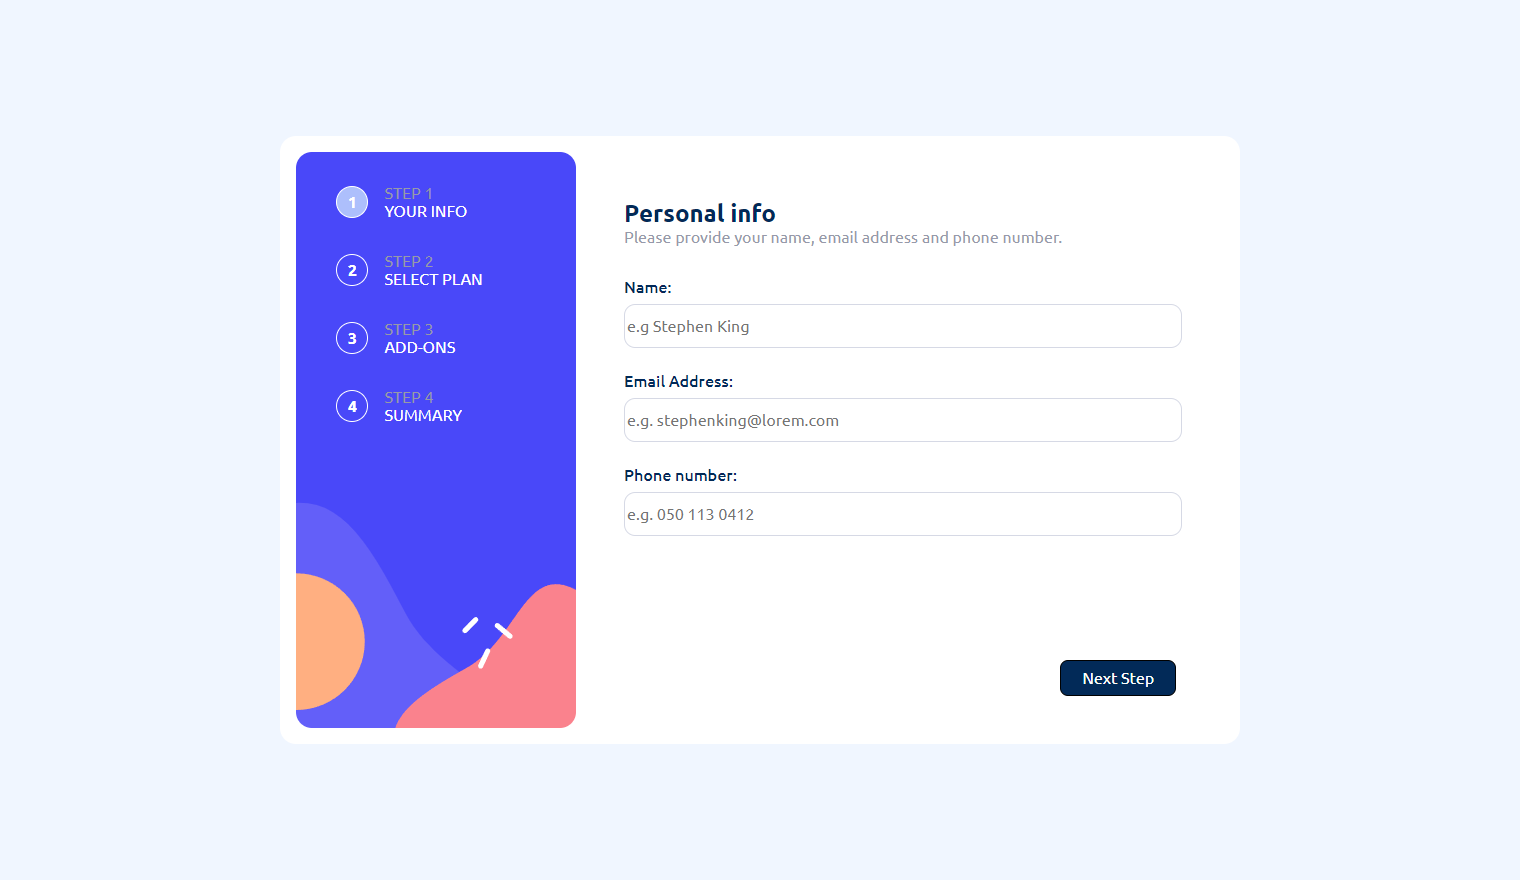 1
STEP 1
YOUR INFO
2
STEP 2
SELECT PLAN
3
STEP 3
ADD-ONS
4
STEP 4
SUMMARY
Personal info
Please provide your name, email address and phone number.
Name:
e.g Stephen King
Email Address:
e.g. stephenking@lorem.com
Phone number:
e.g. 050 113 0412
Next Step